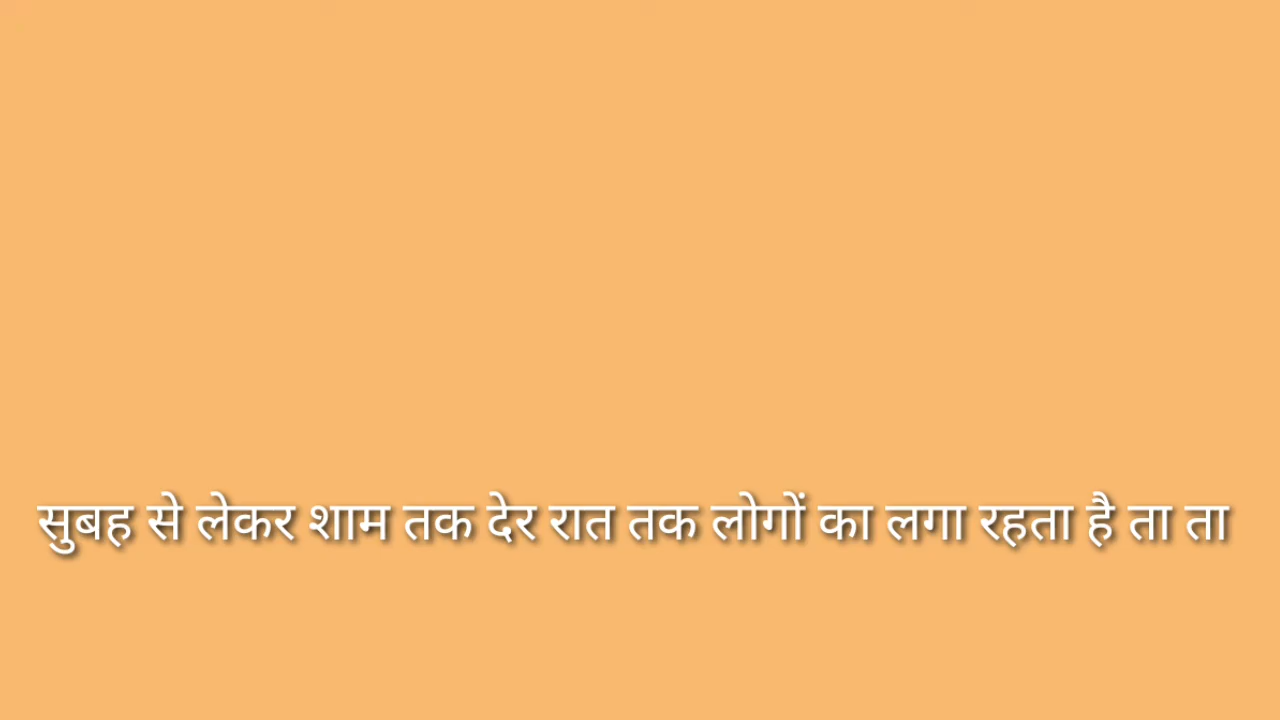 सुबह से लेकर शाम तक देर रात तक लोगों का लगा रहता है ता ता